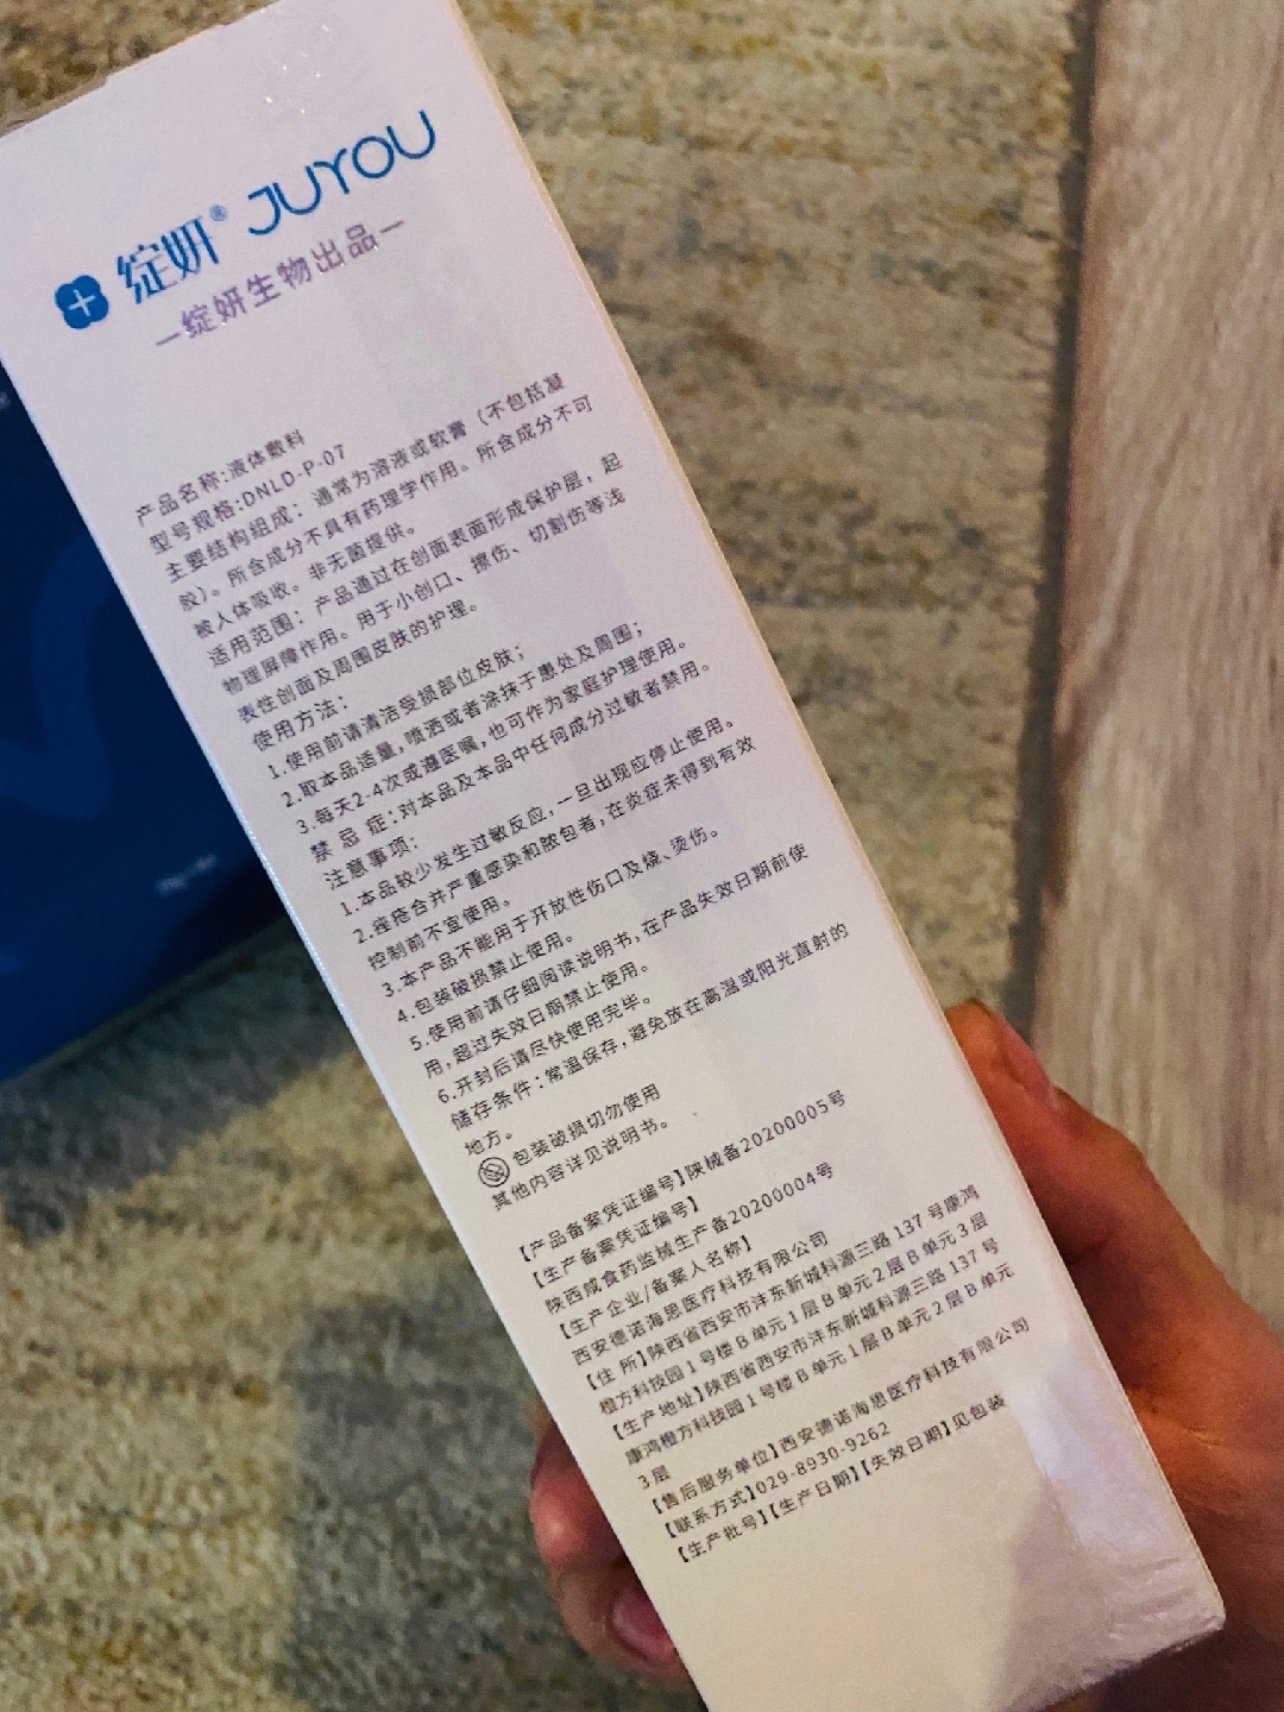 绽妍® JUYOU
—绽妍生物出品—
产品名称:液体敷料
型号规格:DNLD-P-07
主要结构组成：通常为溶液或软膏（不包括凝
胶）。所含成分不具有药理学作用。所含成分不可
被人体吸收。非无菌提供。
适用范围：产品通过在创面表面形成保护层，起
物理屏障作用。用于小创口、擦伤、切割伤等浅
表性创面及周围皮肤的护理。
使用方法：
1.使用前请清洁受损部位皮肤；
2.取本品适量,喷洒或者涂抹于患处及周围；
3.每天2-4次或遵医嘱,也可作为家庭护理使用。
禁 忌 症:对本品及本品中任何成分过敏者禁用。
注意事项：
1.本品较少发生过敏反应,一旦出现应停止使用。
2.痤疮合并严重感染和脓包者,在炎症未得到有效
控制前不宜使用。
3.本产品不能用于开放性伤口及烧、烫伤。
4.包装破损禁止使用。
5.使用前请仔细阅读说明书,在产品失效日期前使
用,超过失效日期禁止使用。
6.开封后请尽快使用完毕。
储存条件:常温保存,避免放在高温或阳光直射的
地方。
包装破损切勿使用
其他内容详见说明书。
【产品备案凭证编号】陕械备20200005号
【生产备案凭证编号】
陕西咸食药监械生产备20200004号
【生产企业/备案人名称】
西安德诺海思医疗科技有限公司
【住 所】陕西省西安市沣东新城科源三路 137 号康鸿
橙方科技园 1 号楼 B 单元 1 层 B 单元 2 层 B 单元 3 层
【生产地址】陕西省西安市沣东新城科源三路 137 号
康鸿橙方科技园 1 号楼 B 单元 1 层 B 单元 2 层 B 单元
3 层
【售后服务单位】西安德诺海思医疗科技有限公司
【联系方式】029-8930-9262
【生产批号】【生产日期】【失效日期】见包装